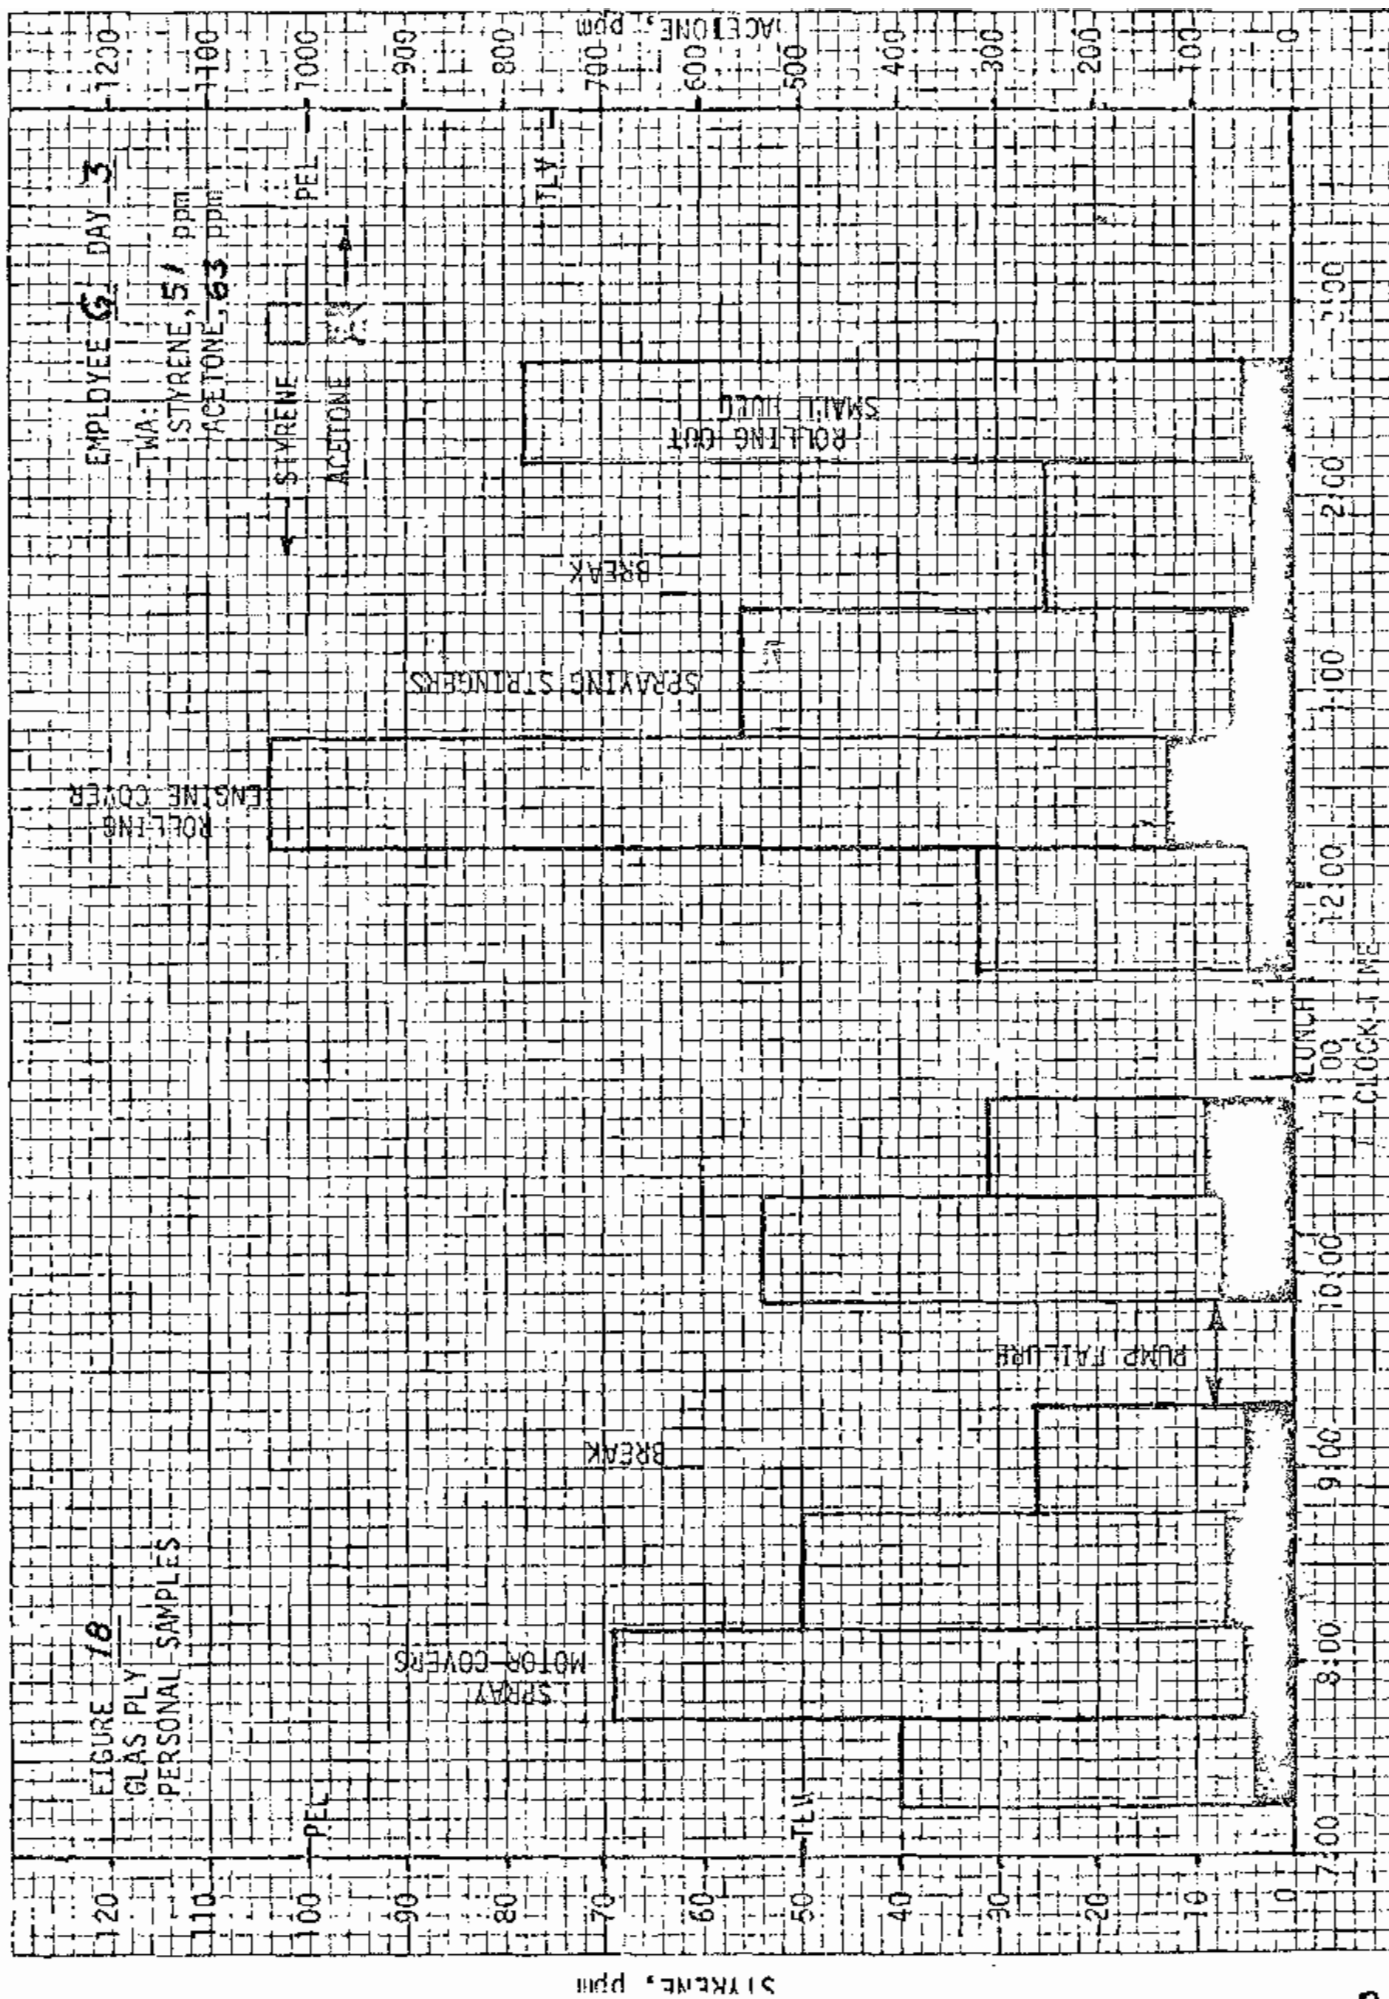 FIGURE 18
GLAS PLY
PERSONAL SAMPLES
EMPLOYEE G DAY 3
TWA:
STYRENE, 51 ppm
ACETONE, 63 ppm
STYRENE
ACETONE
STYRENE, ppm
120
110
100
PEL
90
80
70
60
50
TLV
40
30
20
10
0
ACETONE, ppm
1200
1100
1000
PEL
900
800
TLV
700
600
500
400
300
200
100
0
SPRAY
MOTOR COVERS
BREAK
PUMP FAILURE
ROLLING
ENGINE COVER
SPRAYING STRINGERS
BREAK
ROLLING OUT
SMALL
7:00
8:00
9:00
10:00
11:00
LUNCH
12:00
1:00
2:00
3:00
CLOCK TIME